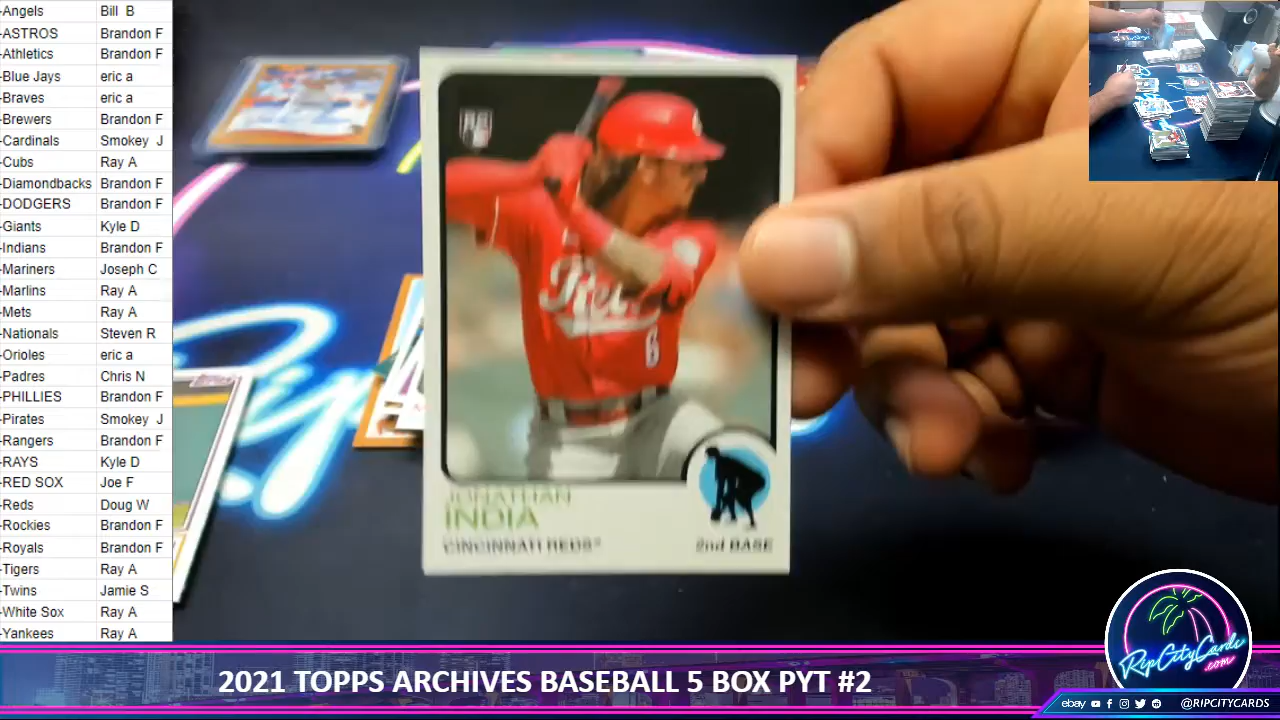 -Angels Bill B
-ASTROS Brandon F
-Athletics Brandon F
-Blue Jays eric a
-Braves eric a
-Brewers Brandon F
-Cardinals Smokey J
-Cubs Ray A
-Diamondbacks Brandon F
-DODGERS Brandon F
-Giants Kyle D
-Indians Brandon F
-Mariners Joseph C
-Marlins Ray A
-Mets Ray A
-Nationals Steven R
-Orioles eric a
-Padres Chris N
-PHILLIES Brandon F
-Pirates Smokey J
-Rangers Brandon F
-RAYS Kyle D
-RED SOX Joe F
-Reds Doug W
-Rockies Brandon F
-Royals Brandon F
-Tigers Ray A
-Twins Jamie S
-White Sox Ray A
-Yankees Ray A
Reds
6
JONATHAN
INDIA
CINCINNATI REDS
2nd BASE
RipCityCards
.com
2021 TOPPS ARCHIVES BASEBALL 5 BOX PYT #2
ebay @RIPCITYCARDS